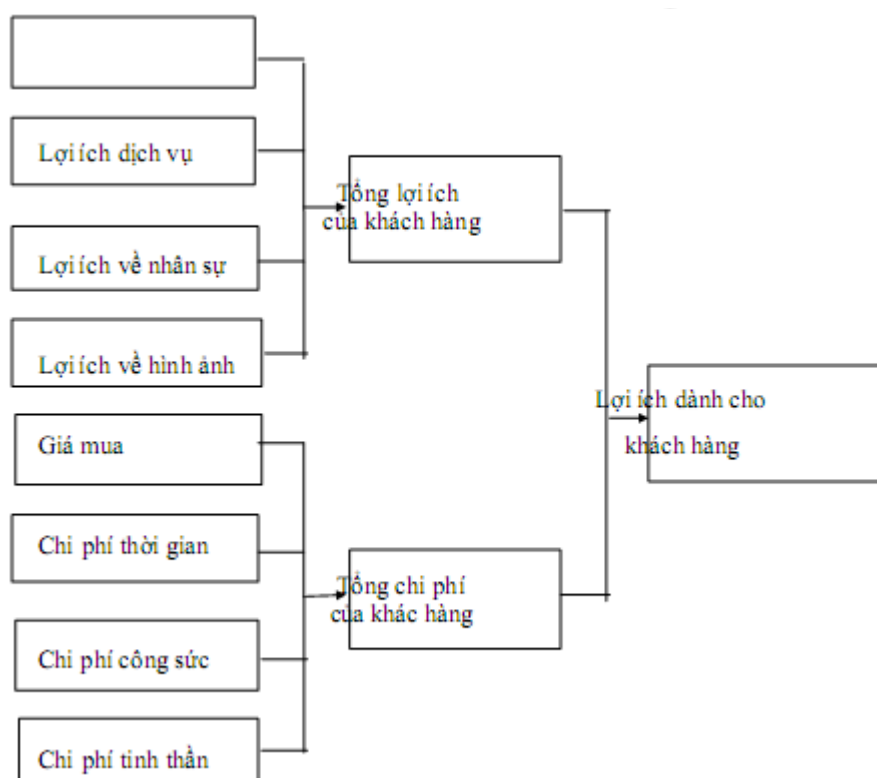 Lợi ích dịch vụ
Lợi ích về nhân sự
Lợi ích về hình ảnh
Giá mua
Chi phí thời gian
Chi phí công sức
Chi phí tinh thần
Tổng lợi ích
của khách hàng
Tổng chi phí
của khác hàng
Lợi ích dành cho
khách hàng